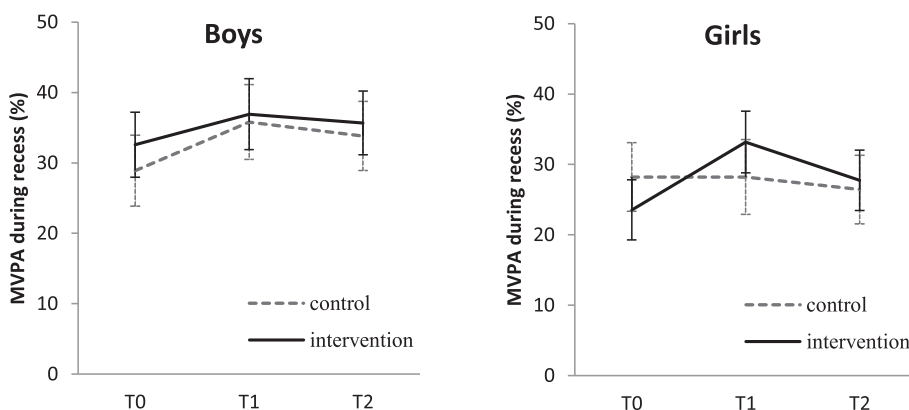 Boys
MVPA during recess (%)
50
40
30
20
10
0
control
intervention
T0 T1 T2
Girls
MVPA during recess (%)
50
40
30
20
10
0
control
intervention
T0 T1 T2